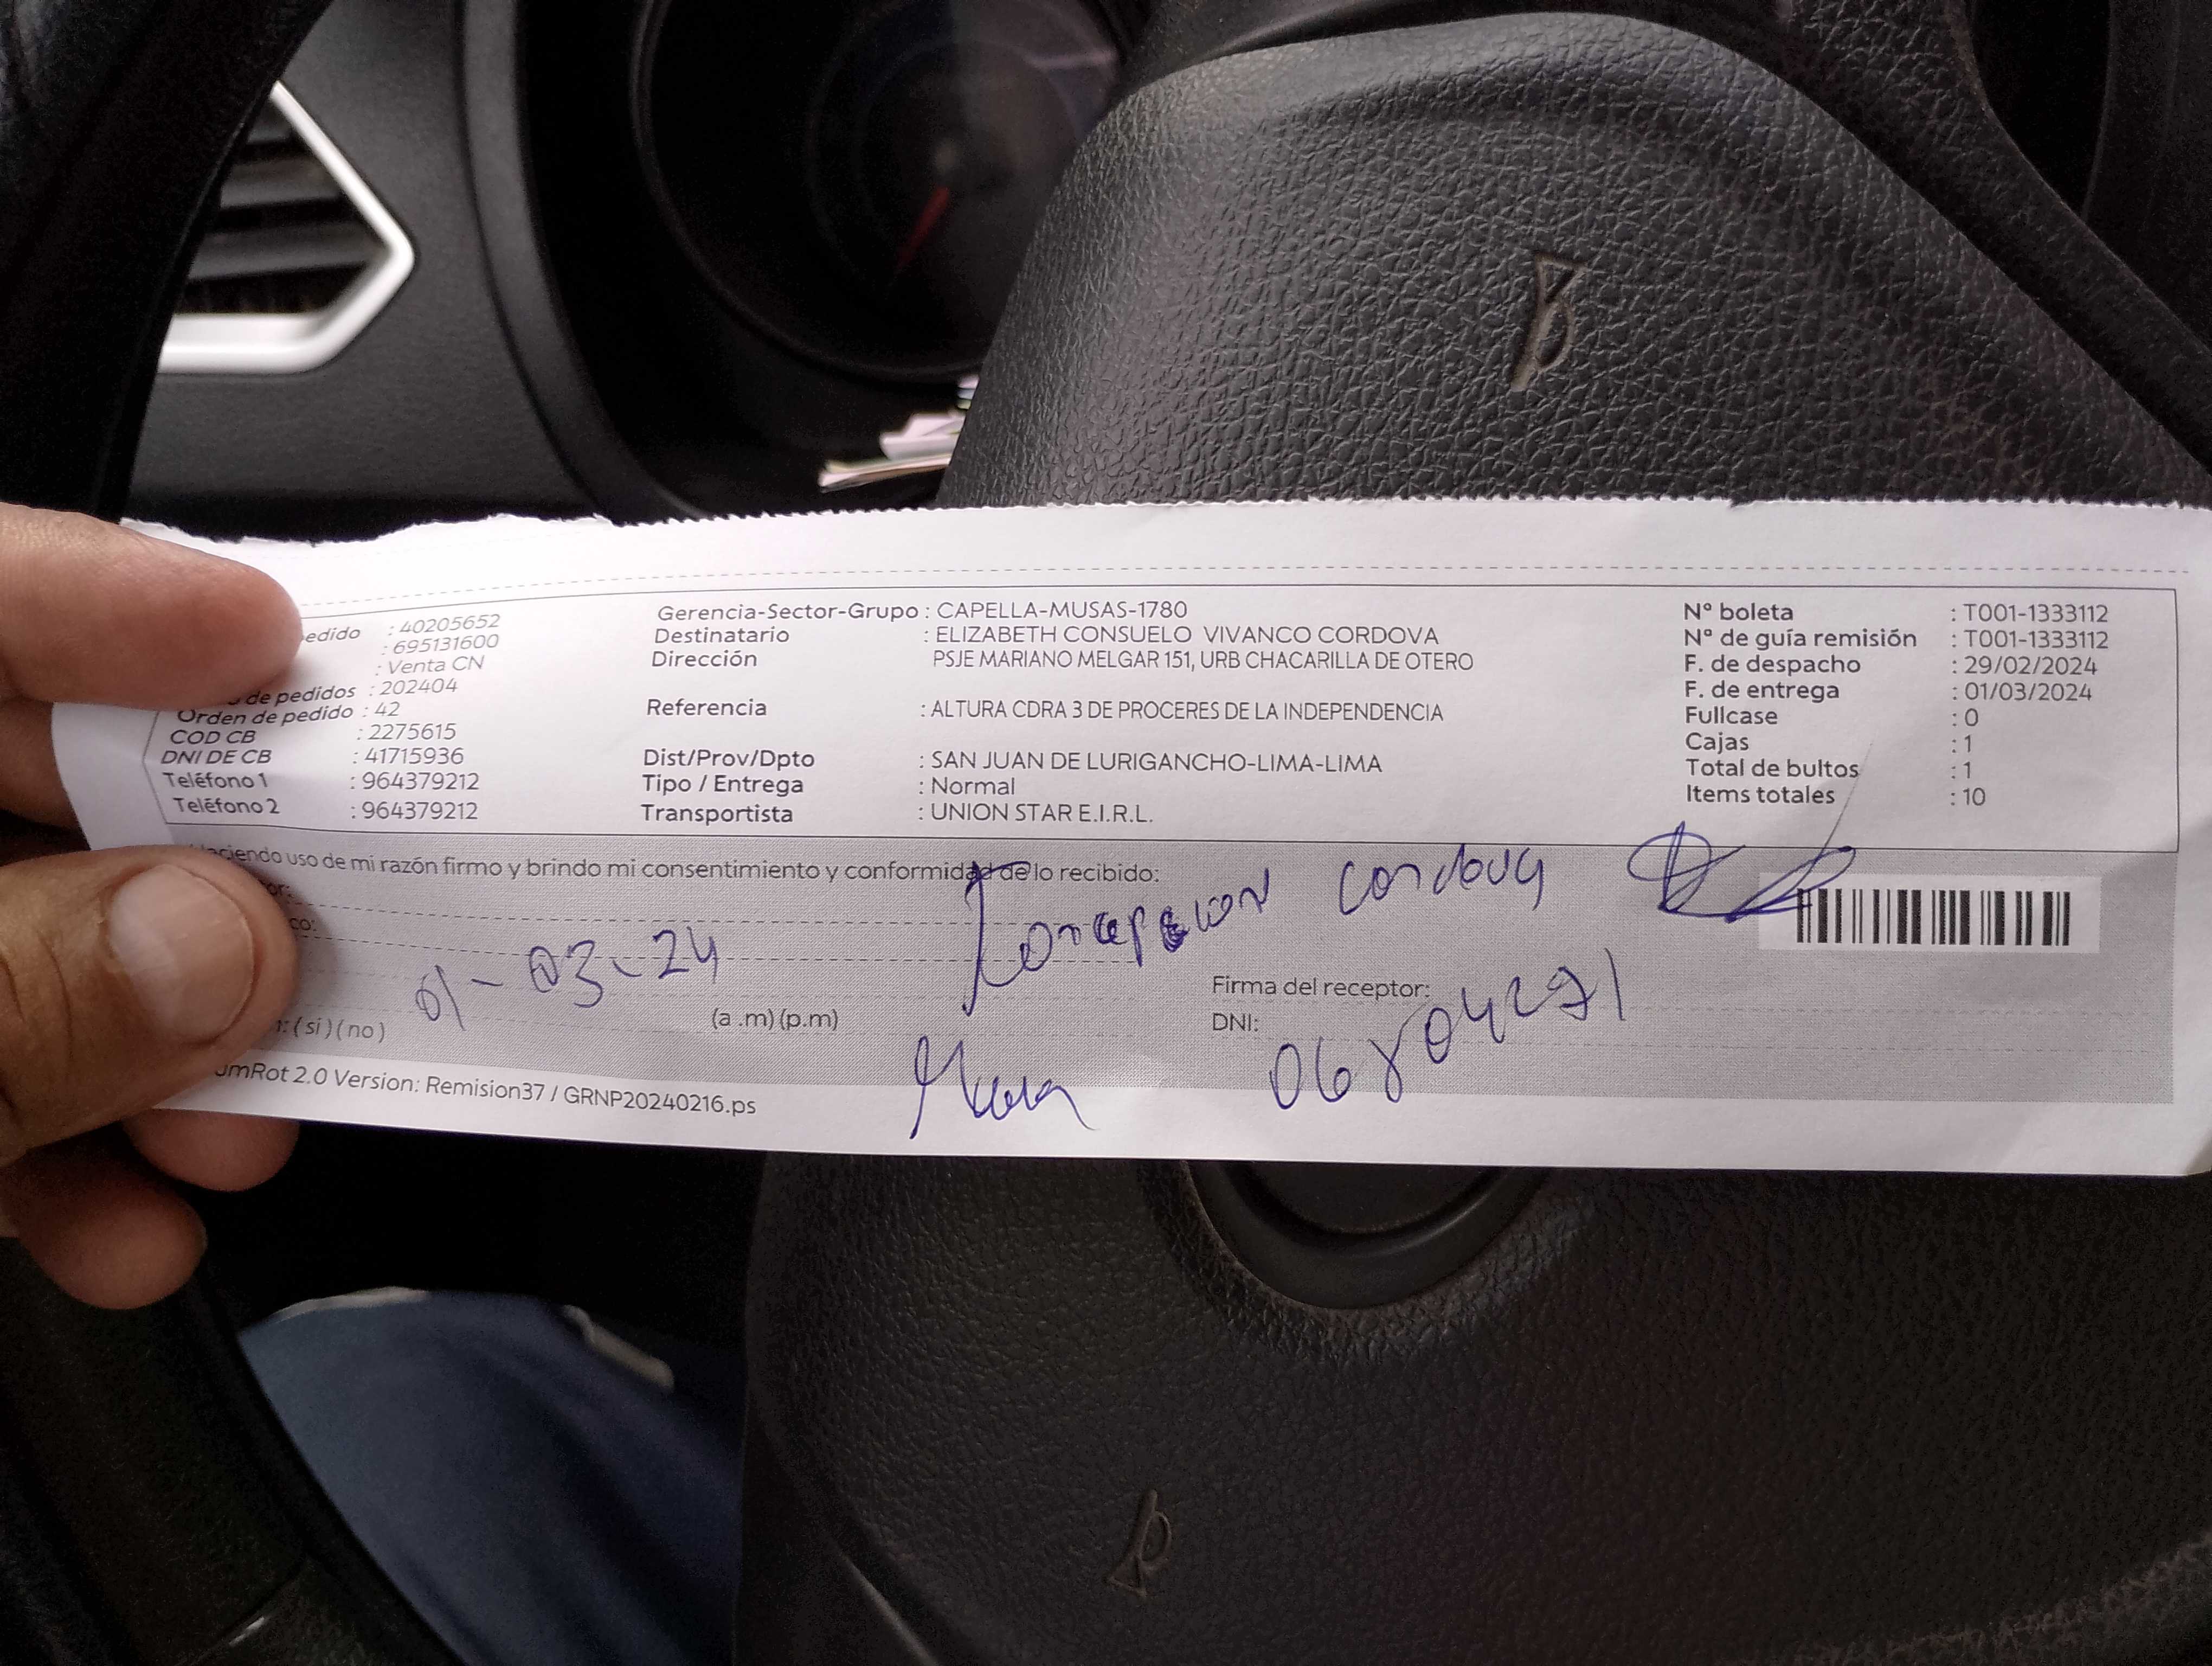 edido : 40205652
: 695131600
: Venta CN
de pedidos : 202404
Orden de pedido : 42
COD CB : 2275615
DNI DE CB : 41715936
Teléfono 1 : 964379212
Teléfono 2 : 964379212
Gerencia-Sector-Grupo : CAPELLA-MUSAS-1780
Destinatario : ELIZABETH CONSUELO VIVANCO CORDOVA
Dirección PSJE MARIANO MELGAR 151, URB CHACARILLA DE OTERO
Referencia : ALTURA CDRA 3 DE PROCERES DE LA INDEPENDENCIA
Dist/Prov/Dpto : SAN JUAN DE LURIGANCHO-LIMA-LIMA
Tipo / Entrega : Normal
Transportista : UNION STAR E.I.R.L.
Nº boleta : T001-1333112
Nº de guía remisión : T001-1333112
F. de despacho : 29/02/2024
F. de entrega : 01/03/2024
Fullcase : 0
Cajas : 1
Total de bultos : 1
Items totales : 10
Haciendo uso de mi razón firmo y brindo mi consentimiento y conformidad de lo recibido:
or:
co:
Concepcion Cordova
01-03-24
Firma del receptor:
: (si) (no) (a .m) (p.m) DNI:
umRot 2.0 Version: Remision37 / GRNP20240216.ps